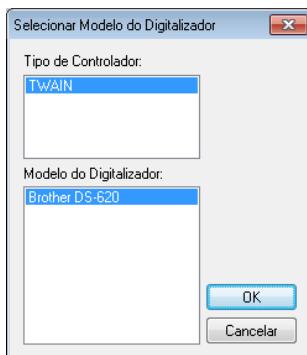 Selecionar Modelo do Digitalizador
Tipo de Controlador:
TWAIN
Modelo do Digitalizador:
Brother DS-620
OK
Cancelar